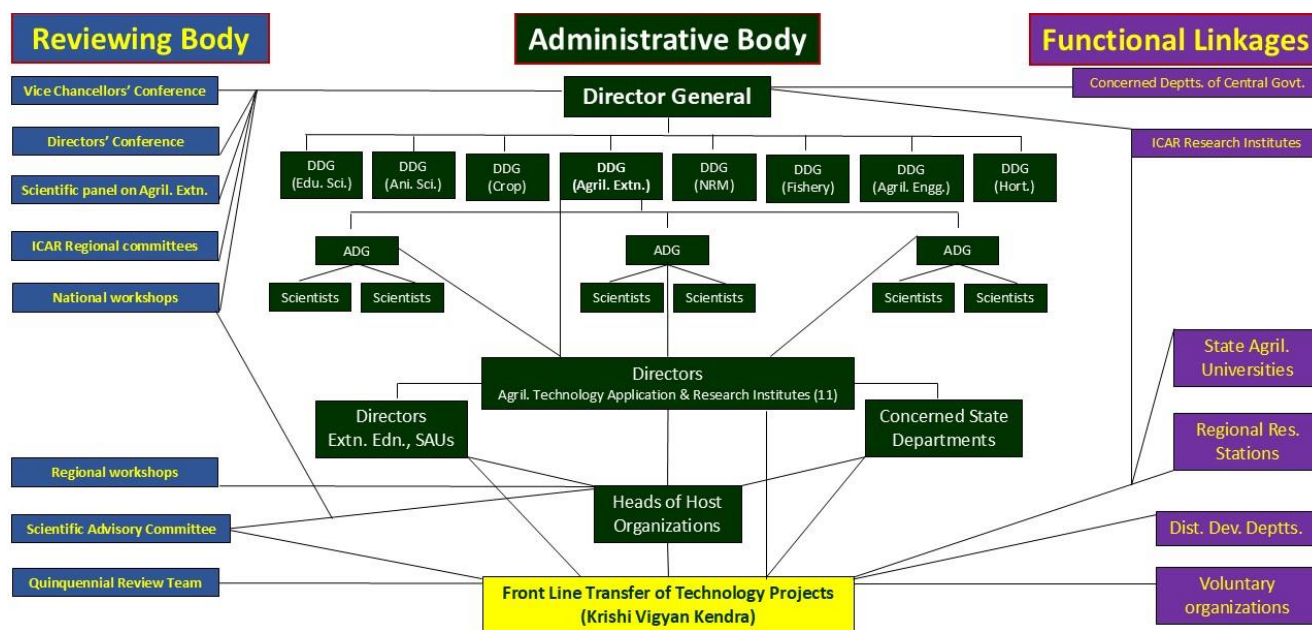 Reviewing Body
Administrative Body
Functional Linkages
Vice Chancellors' Conference
Director General
Concerned Deptts. of Central Govt.
Directors' Conference
ICAR Research Institutes
DDG
(Edu. Sci.)
DDG
(Ani. Sci.)
DDG
(Crop)
DDG
(Agril. Extn.)
DDG
(NRM)
DDG
(Fishery)
DDG
(Agril. Engg.)
DDG
(Hort.)
Scientific panel on Agril. Extn.
ICAR Regional committees
ADG
ADG
ADG
National workshops
Scientists
Scientists
Scientists
Scientists
Scientists
Scientists
State Agril.
Universities
Directors
Agril. Technology Application & Research Institutes (11)
Directors
Extn. Edn., SAUs
Concerned State
Departments
Regional Res.
Stations
Regional workshops
Heads of Host
Organizations
Scientific Advisory Committee
Dist. Dev. Deptts.
Quinquennial Review Team
Front Line Transfer of Technology Projects
(Krishi Vigyan Kendra)
Voluntary
organizations